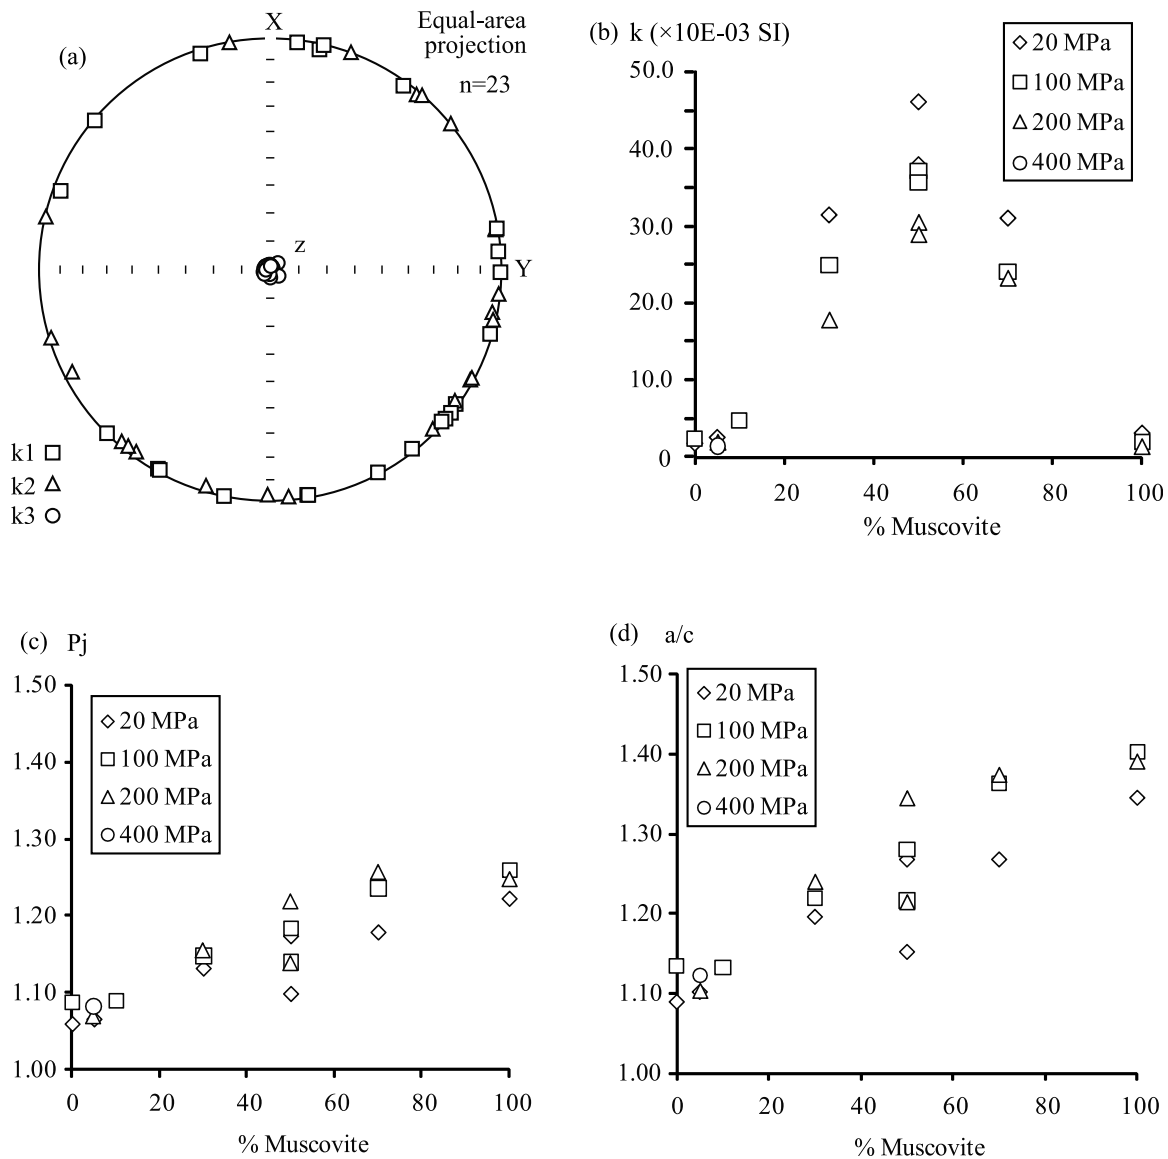 (a)
X
Equal-area
projection
n=23
z
Y
k1
k2
k3
(b) k (×10E-03 SI)
20 MPa
100 MPa
200 MPa
400 MPa
50.0
40.0
30.0
20.0
10.0
0
0 20 40 60 80 100
% Muscovite
(c) Pj
20 MPa
100 MPa
200 MPa
400 MPa
1.50
1.40
1.30
1.20
1.10
1.00
0 20 40 60 80 100
% Muscovite
(d) a/c
20 MPa
100 MPa
200 MPa
400 MPa
1.50
1.40
1.30
1.20
1.10
1.00
0 20 40 60 80 100
% Muscovite